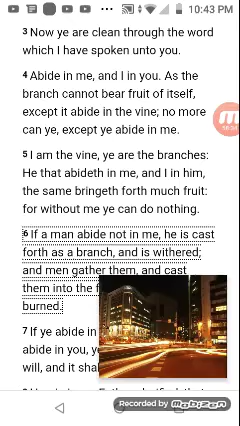 10:43 PM
3 Now ye are clean through the word
which I have spoken unto you.
4 Abide in me, and I in you. As the
branch cannot bear fruit of itself,
except it abide in the vine; no more
can ye, except ye abide in me.
5 I am the vine, ye are the branches:
He that abideth in me, and I in him,
the same bringeth forth much fruit:
for without me ye can do nothing.
6 If a man abide not in me, he is cast
forth as a branch, and is withered;
and men gather them, and cast
them into the f
burned.
7 If ye abide in
abide in you, y
will, and it sha
Recorded by mobizen